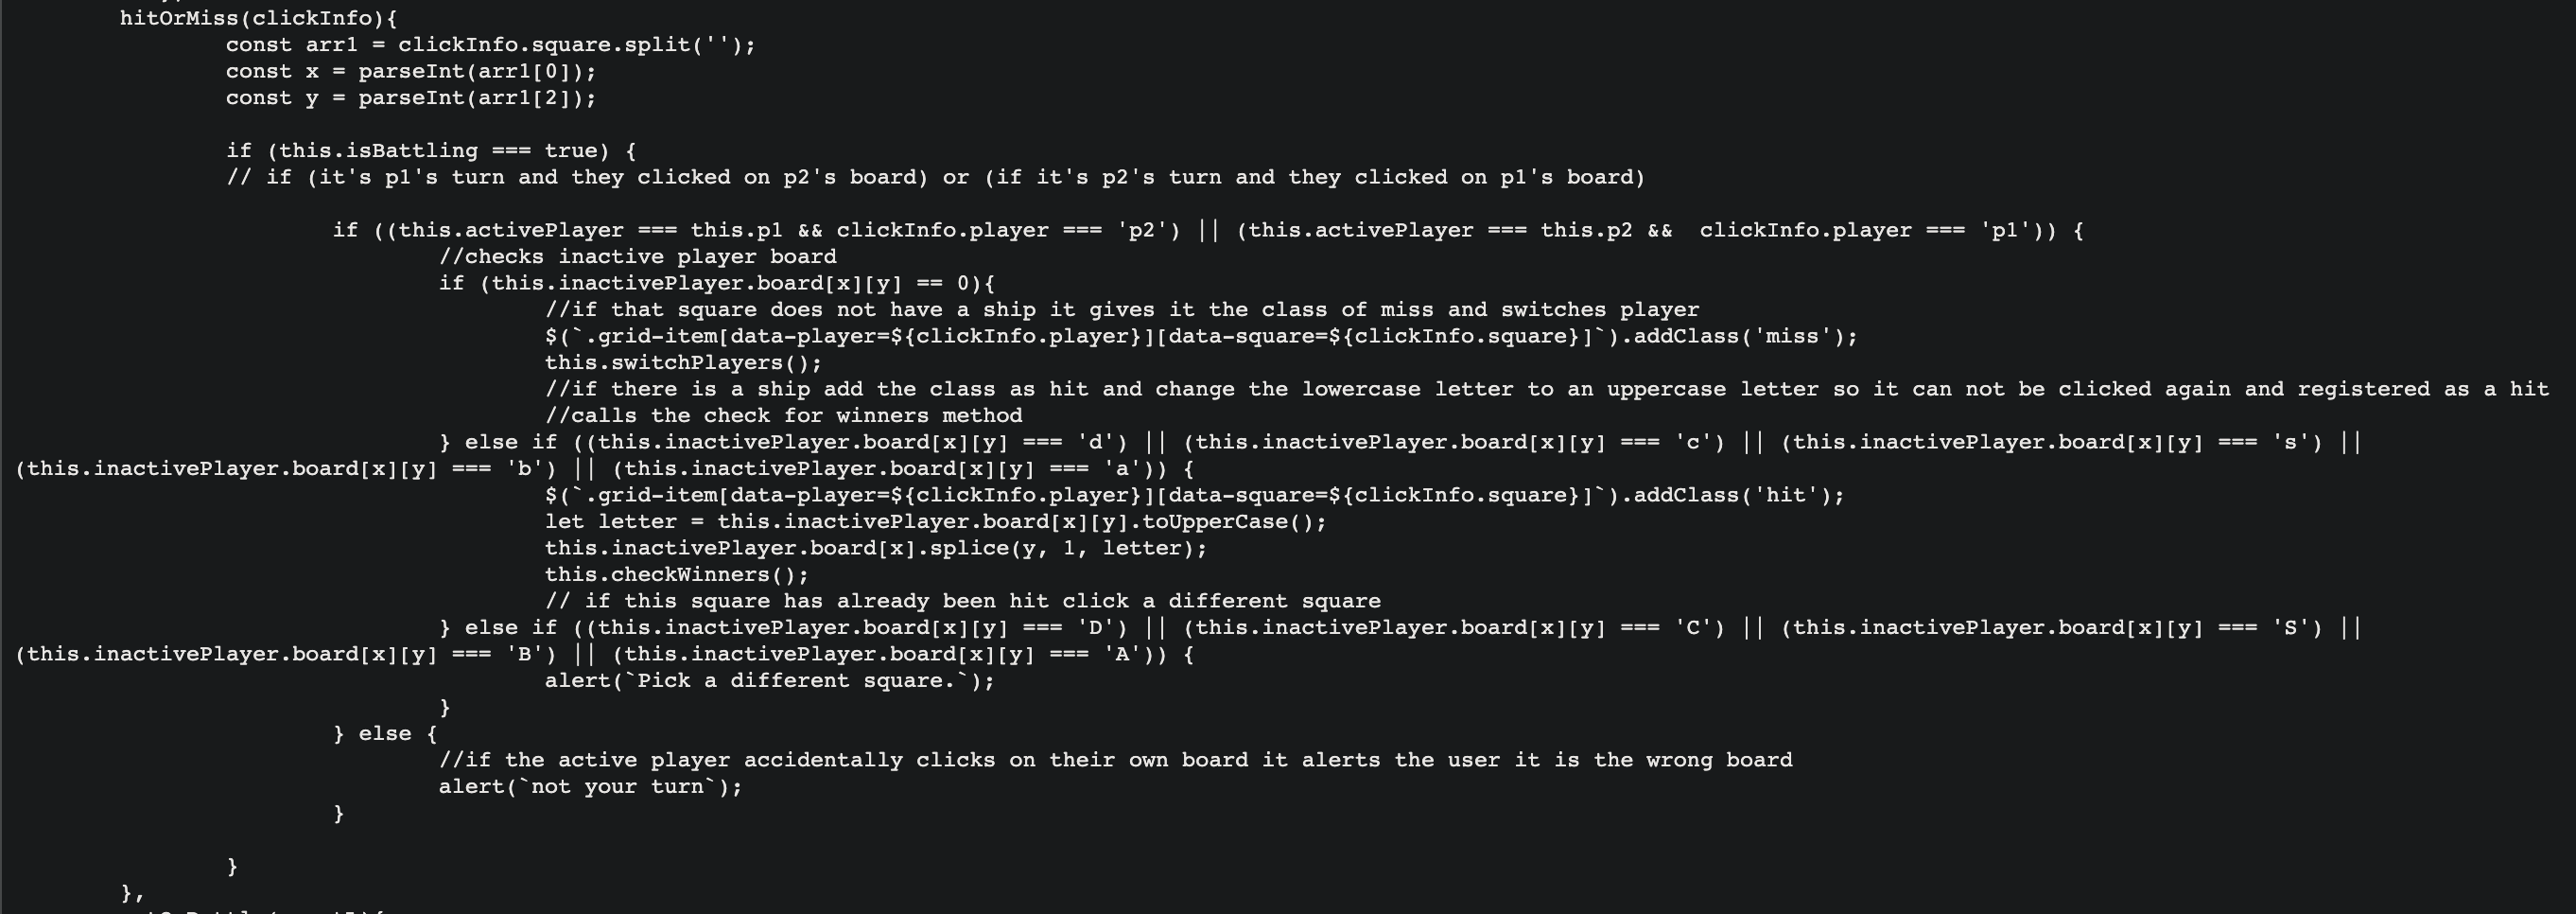 hitOrMiss(clickInfo){
const arr1 = clickInfo.square.split('');
const x = parseInt(arr1[0]);
const y = parseInt(arr1[2]);
if (this.isBattling === true) {
// if (it's p1's turn and they clicked on p2's board) or (if it's p2's turn and they clicked on p1's board)
if ((this.activePlayer === this.p1 && clickInfo.player === 'p2') || (this.activePlayer === this.p2 &&  clickInfo.player === 'p1')) {
//checks inactive player board
if (this.inactivePlayer.board[x][y] == 0){
//if that square does not have a ship it gives it the class of miss and switches player
$(`.grid-item[data-player=${clickInfo.player}][data-square=${clickInfo.square}]`).addClass('miss');
this.switchPlayers();
//if there is a ship add the class as hit and change the lowercase letter to an uppercase letter so it can not be clicked again and registered as a hit
//calls the check for winners method
} else if ((this.inactivePlayer.board[x][y] === 'd') || (this.inactivePlayer.board[x][y] === 'c') || (this.inactivePlayer.board[x][y] === 's') ||
(this.inactivePlayer.board[x][y] === 'b') || (this.inactivePlayer.board[x][y] === 'a')) {
$(`.grid-item[data-player=${clickInfo.player}][data-square=${clickInfo.square}]`).addClass('hit');
let letter = this.inactivePlayer.board[x][y].toUpperCase();
this.inactivePlayer.board[x].splice(y, 1, letter);
this.checkWinners();
// if this square has already been hit click a different square
} else if ((this.inactivePlayer.board[x][y] === 'D') || (this.inactivePlayer.board[x][y] === 'C') || (this.inactivePlayer.board[x][y] === 'S') ||
(this.inactivePlayer.board[x][y] === 'B') || (this.inactivePlayer.board[x][y] === 'A')) {
alert(`Pick a different square.`);
}
} else {
//if the active player accidentally clicks on their own board it alerts the user it is the wrong board
alert(`not your turn`);
}
}
},